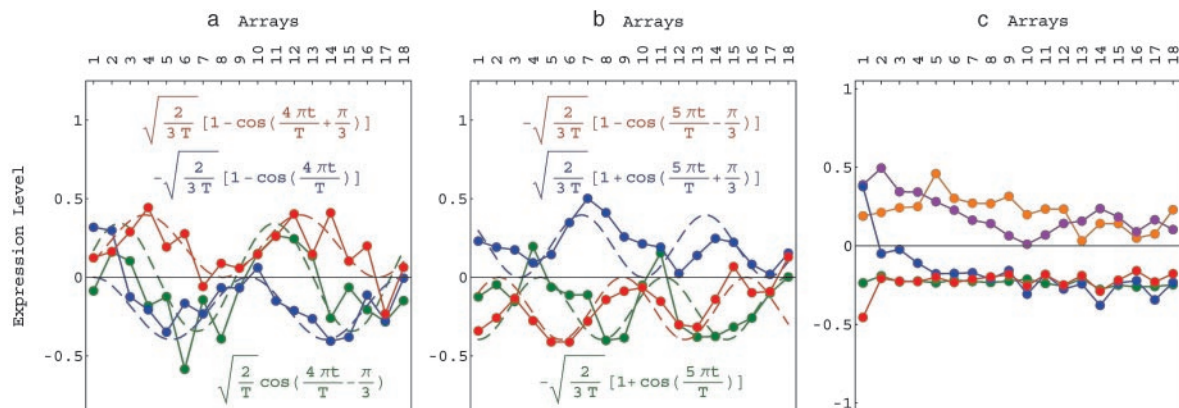 a Arrays b Arrays c Arrays
1 2 3 4 5 6 7 8 9 10 11 12 13 14 15 16 17 18
1 2 3 4 5 6 7 8 9 10 11 12 13 14 15 16 17 18
1 2 3 4 5 6 7 8 9 10 11 12 13 14 15 16 17 18
Expression Level
1
0.5
0
-0.5
√(2/(3T)) [1-cos(4πt/T+π/3)]
-√(2/(3T)) [1-cos(4πt/T)]
√(2/T) cos(4πt/T-π/3)
1
0.5
0
-0.5
-√(2/(3T)) [1-cos(5πt/T-π/3)]
√(2/(3T)) [1+cos(5πt/T+π/3)]
-√(2/(3T)) [1+cos(5πt/T)]
1
0.5
0
-0.5
-1